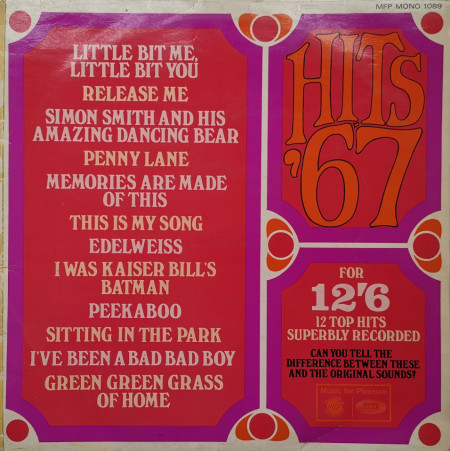 MFP MONO 1089
LITTLE BIT ME,
LITTLE BIT YOU
RELEASE ME
SIMON SMITH AND HIS
AMAZING DANCING BEAR
PENNY LANE
MEMORIES ARE MADE
OF THIS
THIS IS MY SONG
EDELWEISS
I WAS KAISER BILL'S
BATMAN
PEEKABOO
SITTING IN THE PARK
I'VE BEEN A BAD BAD BOY
GREEN GREEN GRASS
OF HOME
HITS
'67
FOR
12'6
12 TOP HITS
SUPERBLY RECORDED
CAN YOU TELL THE
DIFFERENCE BETWEEN THESE
AND THE ORIGINAL SOUNDS?
Music for Pleasure